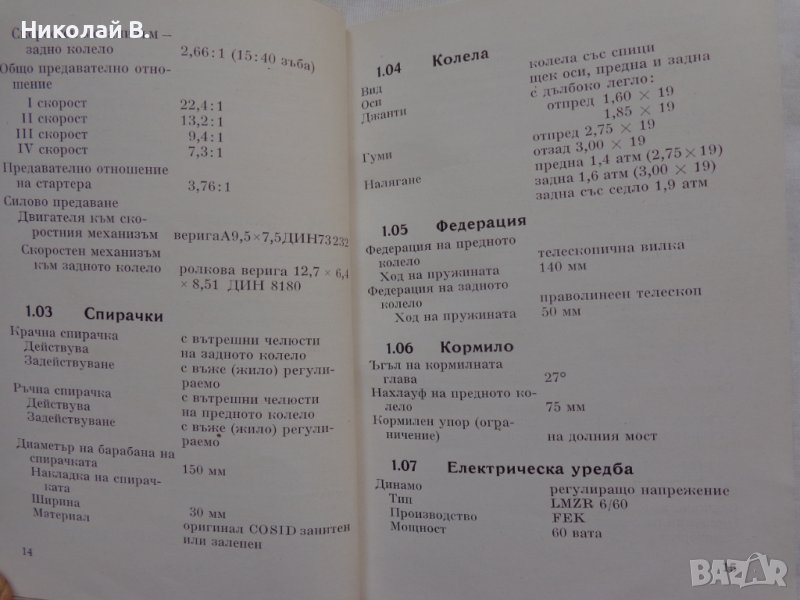 Николай В.
задно колело 2,66:1 (15:40 зъба)
Общо предавателно отно-
шение
I скорост 22,4:1
II скорост 13,2:1
III скорост 9,4:1
IV скорост 7,3:1
Предавателно отношение
на стартера 3,76:1
Силово предаване
Двигателя към ско-
ростния механизъм верига А9,5×7,5 ДИН 73232
Скоростен механизъм
към задното колело ролкова верига 12,7 × 6,4
× 8,51 ДИН 8180
1.03 Спирачки
Крачна спирачка с вътрешни челюсти
Действува на задното колело
Задействуване с въже (жило) регули-
раемо
Ръчна спирачка с вътрешни челюсти
Действува на предното колело
Задействуване с въже (жило) регули-
раемо
Диаметър на барабана на
спирачката 150 мм
Накладка на спирач-
ката
Ширина 30 мм
Материал оригинал COSID занитен
или зале­пен
14
1.04 Колела
Вид колела със спици
Оси щек оси, предна и задна
Джанти с дълбоко легло:
отпред 1,60 × 19
1,85 × 19
Гуми отпред 2,75 × 19
отзад 3,00 × 19
Налягане предна 1,4 атм (2,75 × 19)
задна 1,6 атм (3,00 × 19)
задна със седло 1,9 атм
1.05 Федерация
Федерация на предното
колело телескопична вилка
Ход на пружината 140 мм
Федерация на задното
колело праволинеен телескоп
Ход на пружината 50 мм
1.06 Кормило
Ъгъл на кормилната
глава 27°
Нахлауф на предното ко-
лело 75 мм
Кормилен упор (огра-
ничение) на долния мост
1.07 Електрическа уредба
Динамо регулиращо напрежение
Тип LMZR 6/60
Производство FEK
Мощност 60 вата
BAZAR